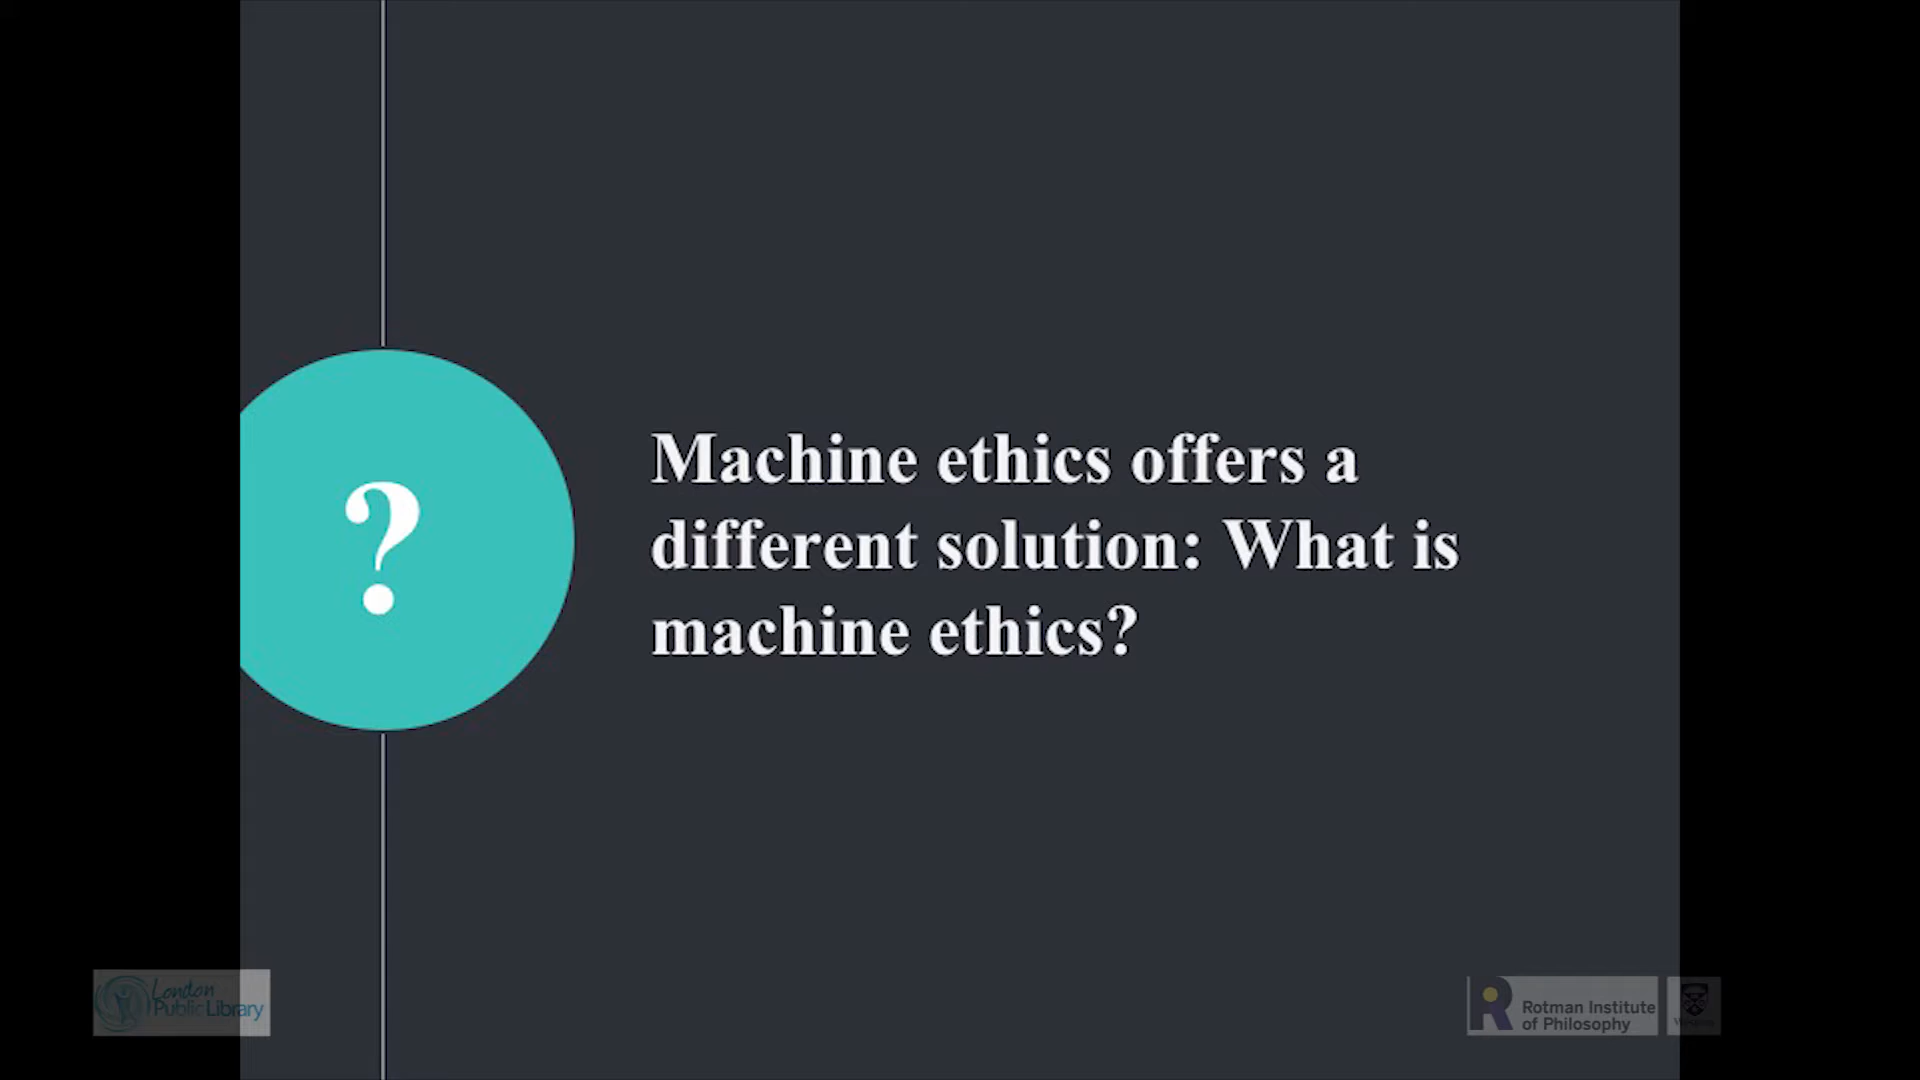 ?
Machine ethics offers a
different solution: What is
machine ethics?
London
Public Library
Rotman Institute
of Philosophy